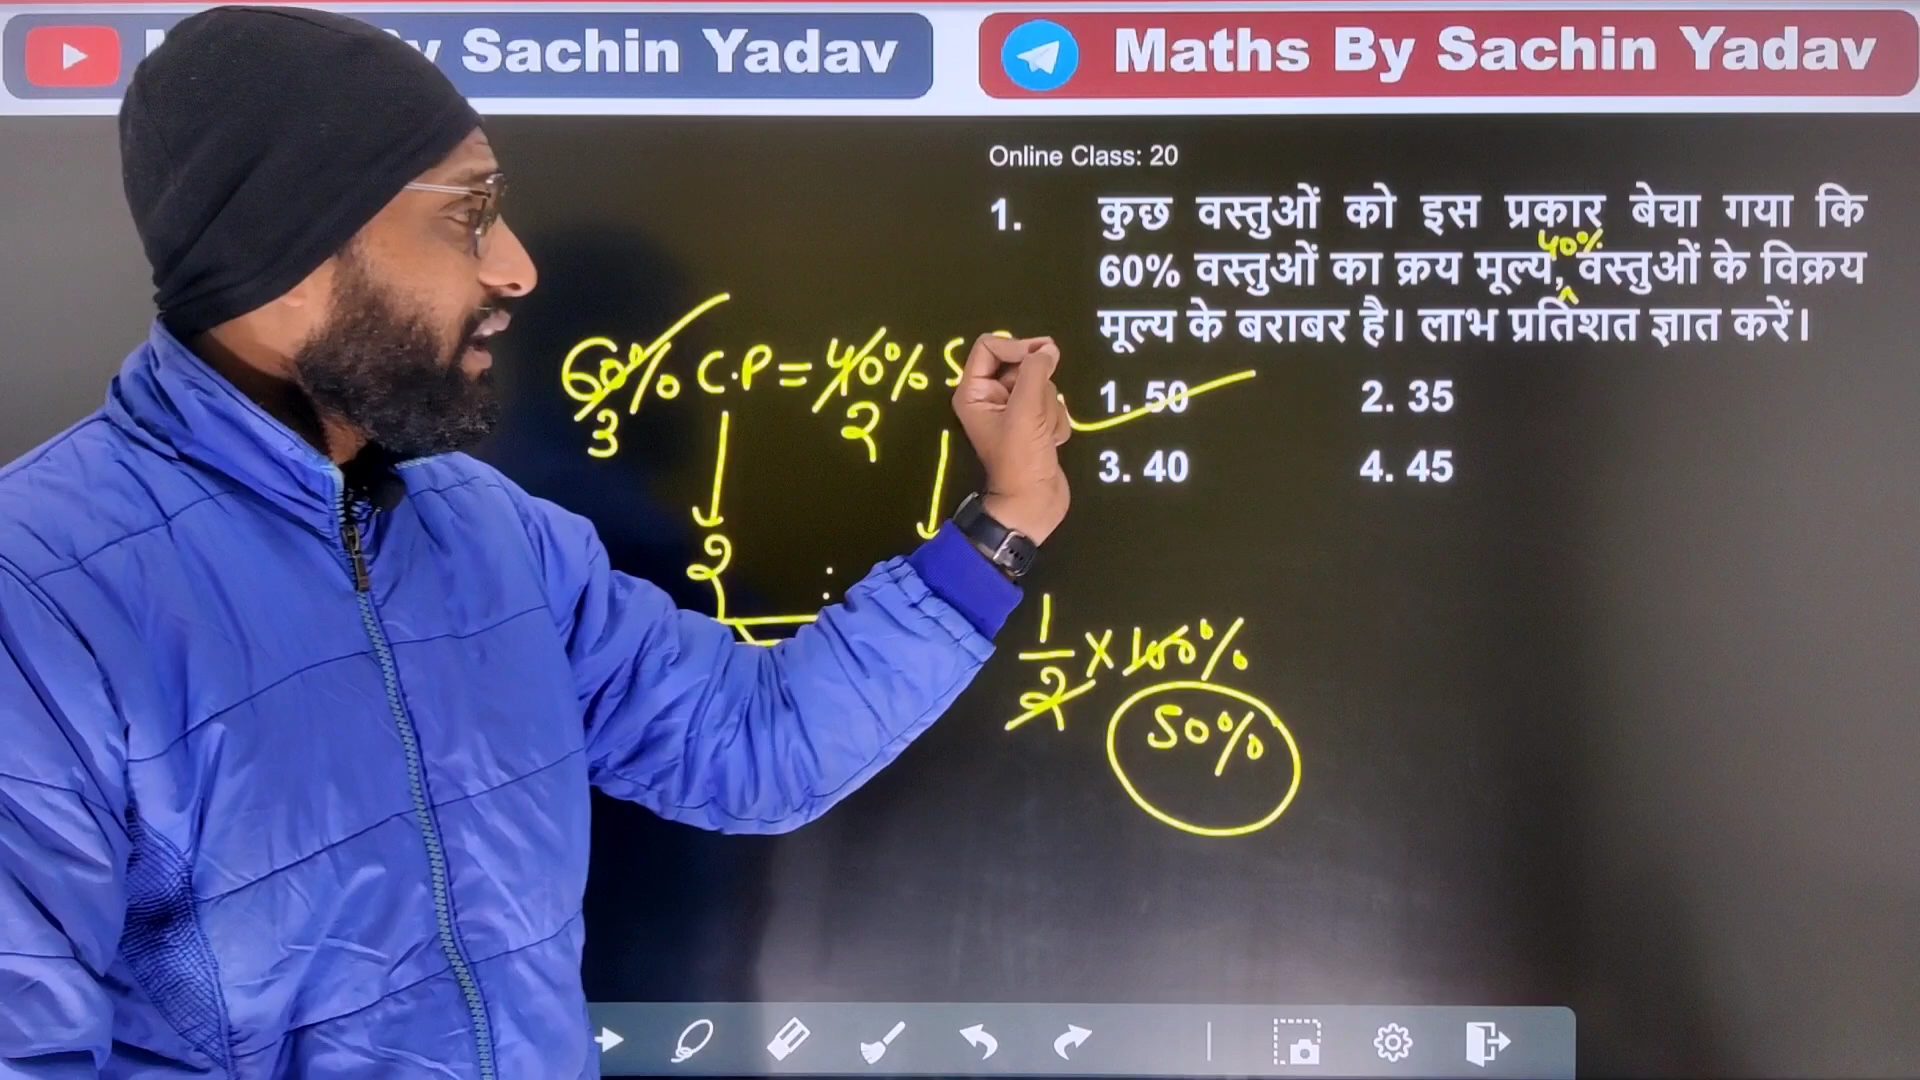 By Sachin Yadav
Maths By Sachin Yadav
Online Class: 20
1. कुछ वस्तुओं को इस प्रकार बेचा गया कि
40%
60% वस्तुओं का क्रय मूल्य, वस्तुओं के विक्रय
मूल्य के बराबर है। लाभ प्रतिशत ज्ञात करें।
1. 50 2. 35
3. 40 4. 45
60% C.P = 40% S
3 2
2 :
1/2 × 100%
50%